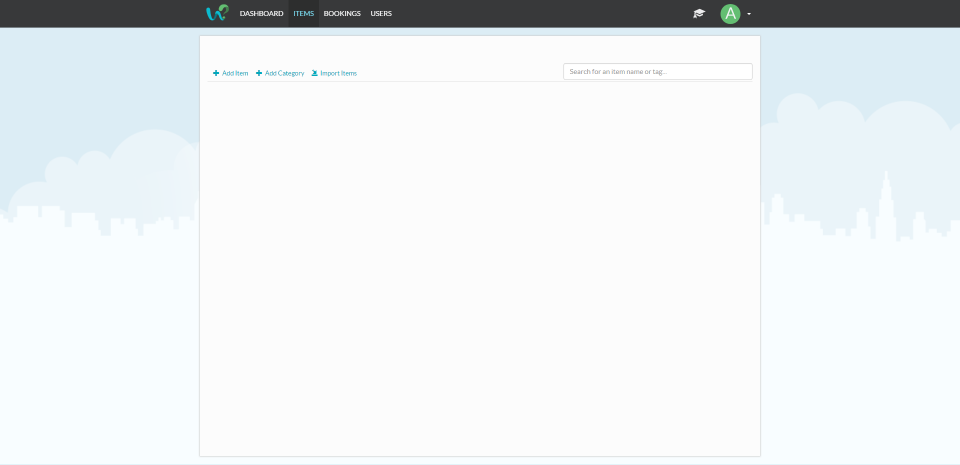 DASHBOARD ITEMS BOOKINGS USERS A
Add Item Add Category Import Items Search for an item name or tag...